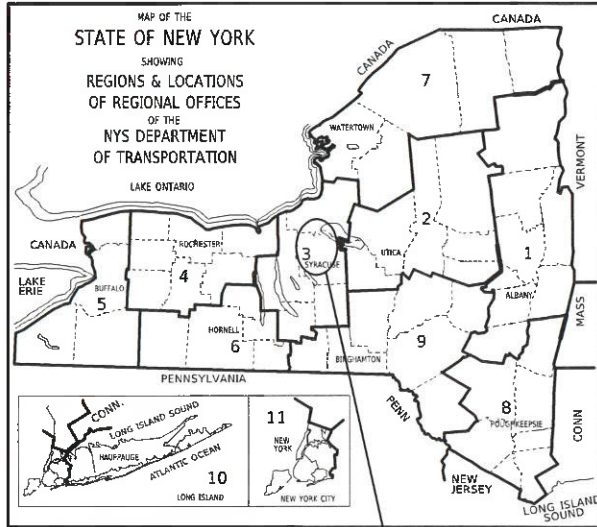 MAP OF THE
STATE OF NEW YORK
SHOWING
REGIONS & LOCATIONS
OF REGIONAL OFFICES
OF THE
NYS DEPARTMENT
OF TRANSPORTATION
LAKE ONTARIO
CANADA
CANADA
7
WATERTOWN
VERMONT
2
UTICA
1
ALBANY
MASS
3
SYRACUSE
ROCHESTER
4
CANADA
LAKE
ERIE
BUFFALO
5
HORNELL
6
BINGHAMTON
9
PENNSYLVANIA
PENN
8
POUGHKEEPSIE
CONN
NEW
JERSEY
LONG ISLAND
SOUND
CONN.
LONG ISLAND SOUND
HAUPPAUGE
ATLANTIC OCEAN
10
LONG ISLAND
11
NEW
YORK
NEW YORK CITY